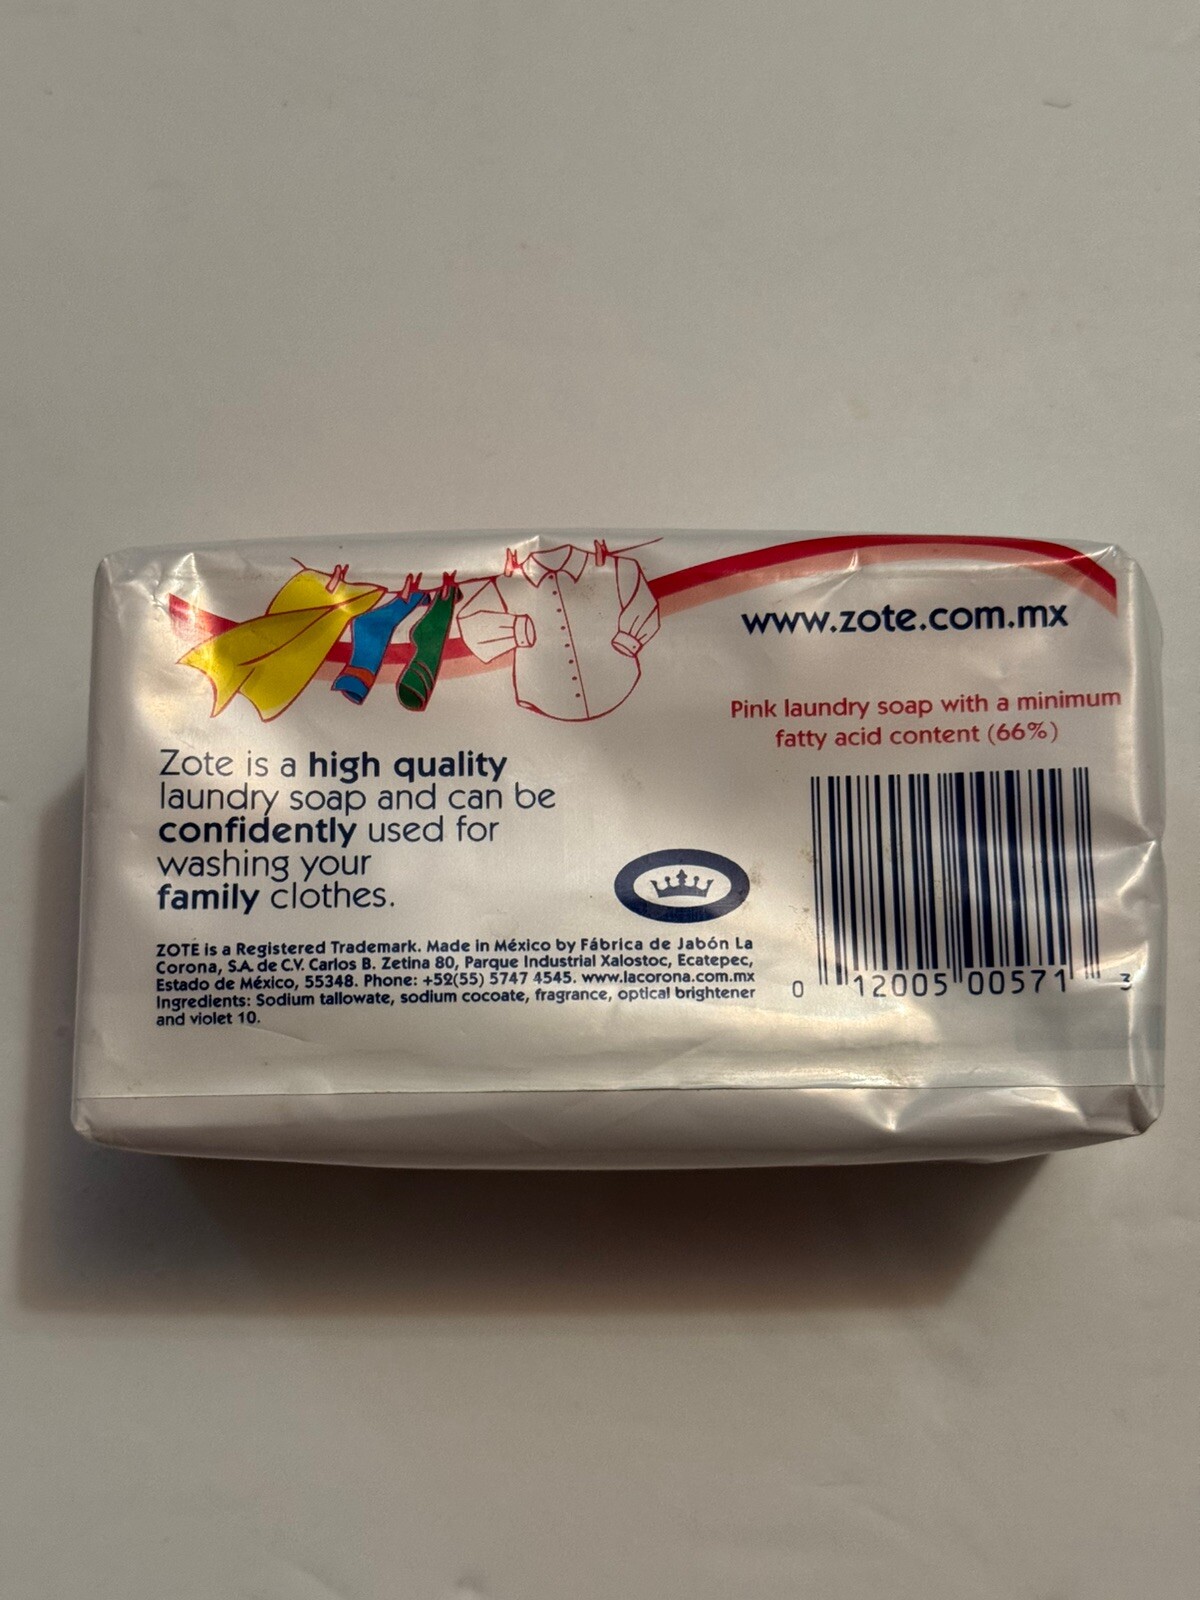 www.zote.com.mx
Pink laundry soap with a minimum
fatty acid content (66%)
Zote is a high quality
laundry soap and can be
confidently used for
washing your
family clothes.
ZOTE is a Registered Trademark. Made in México by Fábrica de Jabón La
Corona, S.A. de C.V. Carlos B. Zetina 80, Parque Industrial Xalostoc, Ecatepec,
Estado de México, 55348. Phone: +52(55) 5747 4545. www.lacorona.com.mx
Ingredients: Sodium tallowate, sodium cocoate, fragrance, optical brightener
and violet 10.
0 12005 00571 3